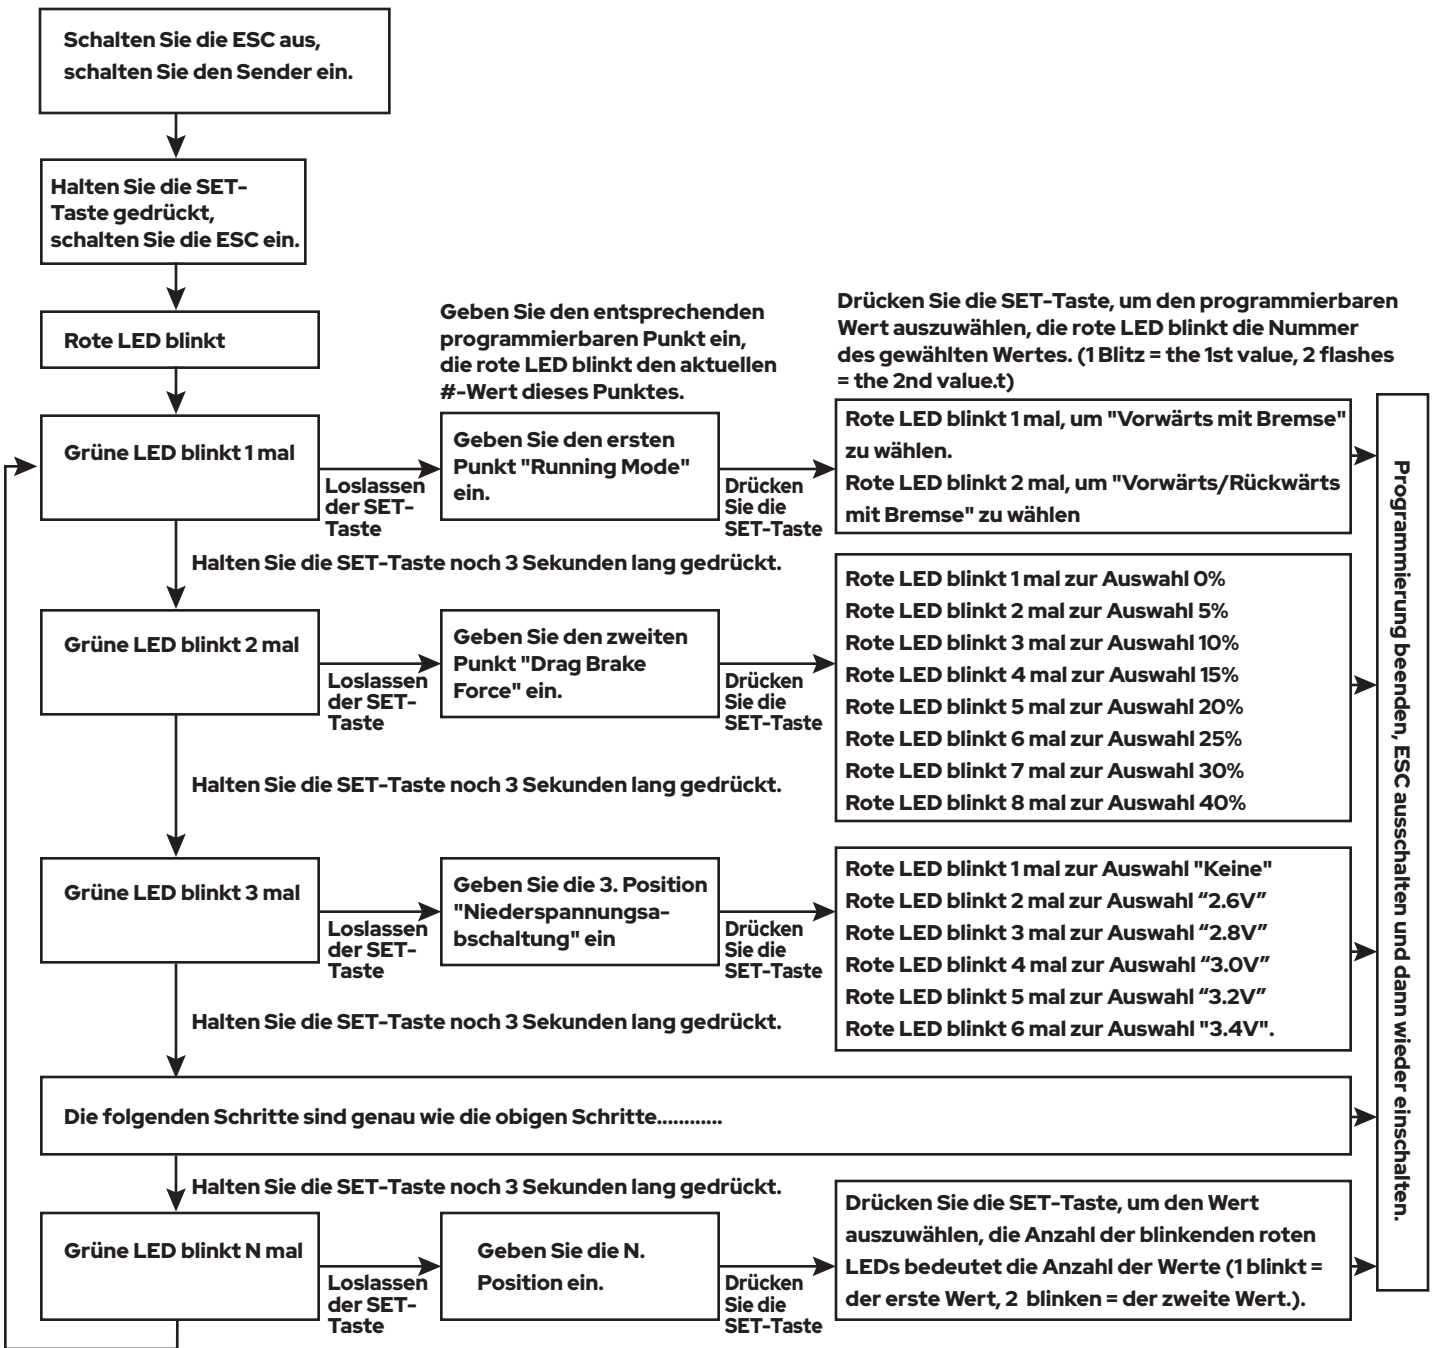 Schalten Sie die ESC aus,
schalten Sie den Sender ein.
Halten Sie die SET-
Taste gedrückt,
schalten Sie die ESC ein.
Rote LED blinkt
Geben Sie den entsprechenden
programmierbaren Punkt ein,
die rote LED blinkt den aktuellen
#-Wert dieses Punktes.
Drücken Sie die SET-Taste, um den programmierbaren
Wert auszuwählen, die rote LED blinkt die Nummer
des gewählten Wertes. (1 Blitz = the 1st value, 2 flashes
= the 2nd value.t)
Grüne LED blinkt 1 mal
Loslassen
der SET-
Taste
Geben Sie den ersten
Punkt "Running Mode"
ein.
Drücken
Sie die
SET-Taste
Rote LED blinkt 1 mal, um "Vorwärts mit Bremse"
zu wählen.
Rote LED blinkt 2 mal, um "Vorwärts/Rückwärts
mit Bremse" zu wählen
Halten Sie die SET-Taste noch 3 Sekunden lang gedrückt.
Grüne LED blinkt 2 mal
Loslassen
der SET-
Taste
Geben Sie den zweiten
Punkt "Drag Brake
Force" ein.
Drücken
Sie die
SET-Taste
Rote LED blinkt 1 mal zur Auswahl 0%
Rote LED blinkt 2 mal zur Auswahl 5%
Rote LED blinkt 3 mal zur Auswahl 10%
Rote LED blinkt 4 mal zur Auswahl 15%
Rote LED blinkt 5 mal zur Auswahl 20%
Rote LED blinkt 6 mal zur Auswahl 25%
Rote LED blinkt 7 mal zur Auswahl 30%
Rote LED blinkt 8 mal zur Auswahl 40%
Halten Sie die SET-Taste noch 3 Sekunden lang gedrückt.
Grüne LED blinkt 3 mal
Loslassen
der SET-
Taste
Geben Sie die 3. Position
"Niederspannungsa-
bschaltung" ein
Drücken
Sie die
SET-Taste
Rote LED blinkt 1 mal zur Auswahl "Keine"
Rote LED blinkt 2 mal zur Auswahl “2.6V”
Rote LED blinkt 3 mal zur Auswahl “2.8V”
Rote LED blinkt 4 mal zur Auswahl “3.0V”
Rote LED blinkt 5 mal zur Auswahl “3.2V”
Rote LED blinkt 6 mal zur Auswahl "3.4V".
Halten Sie die SET-Taste noch 3 Sekunden lang gedrückt.
Die folgenden Schritte sind genau wie die obigen Schritte............
Halten Sie die SET-Taste noch 3 Sekunden lang gedrückt.
Grüne LED blinkt N mal
Loslassen
der SET-
Taste
Geben Sie die N.
Position ein.
Drücken
Sie die
SET-Taste
Drücken Sie die SET-Taste, um den Wert
auszuwählen, die Anzahl der blinkenden roten
LEDs bedeutet die Anzahl der Werte (1 blinkt =
der erste Wert, 2 blinken = der zweite Wert.).
Programmierung beenden, ESC ausschalten und dann wieder einschalten.